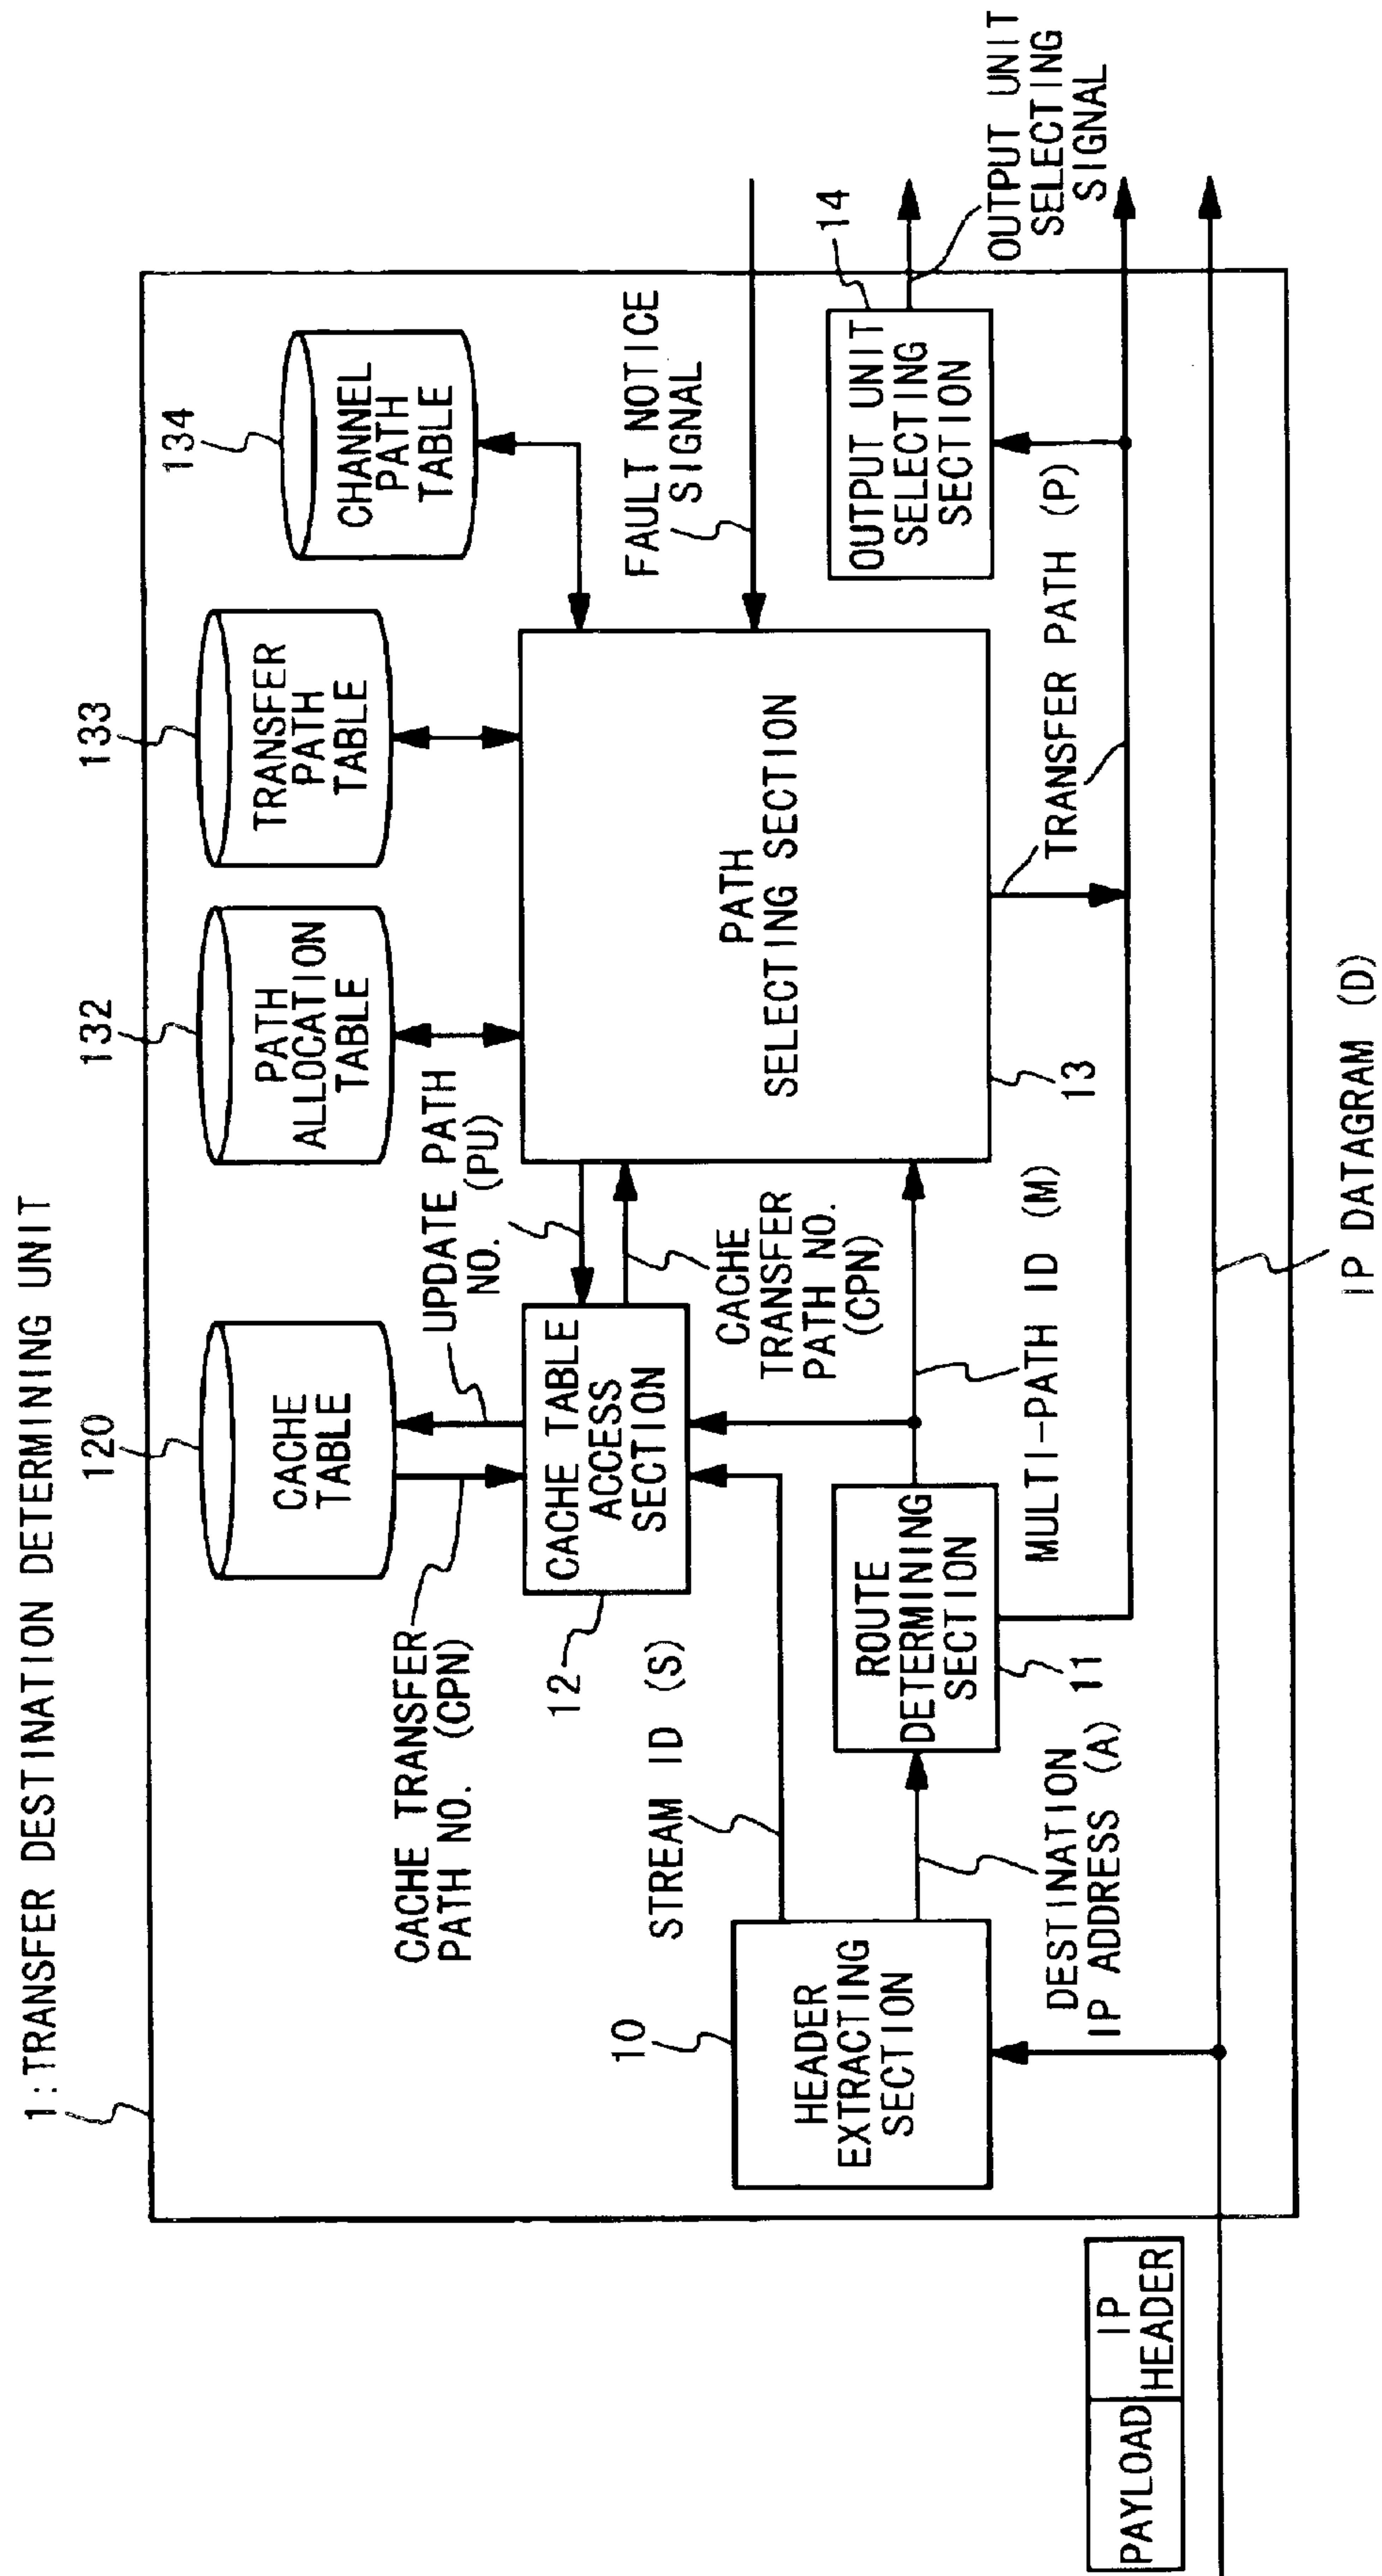 1:TRANSFER DESTINATION DETERMINING UNIT
120
CACHE
TABLE
132
PATH
ALLOCATION
TABLE
133
TRANSFER
PATH
TABLE
134
CHANNEL
PATH
TABLE
CACHE TRANSFER
PATH NO. (CPN)
UPDATE PATH
NO. (PU)
12
CACHE TABLE
ACCESS
SECTION
CACHE
TRANSFER
PATH NO.
(CPN)
PATH
SELECTING SECTION
13
FAULT NOTICE
SIGNAL
STREAM ID (S)
10
HEADER
EXTRACTING
SECTION
ROUTE
DETERMINING
SECTION
11
14
OUTPUT UNIT
SELECTING
SECTION
OUTPUT UNIT
SELECTING
SIGNAL
DESTINATION
IP ADDRESS (A)
MULTI-PATH ID (M)
TRANSFER PATH (P)
PAYLOAD
IP
HEADER
IP DATAGRAM (D)